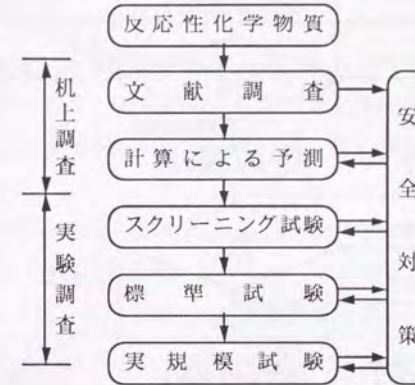 反応性化学物質
文献調査
計算による予測
スクリーニング試験
標準試験
実規模試験
机上調査
実験調査
安全対策